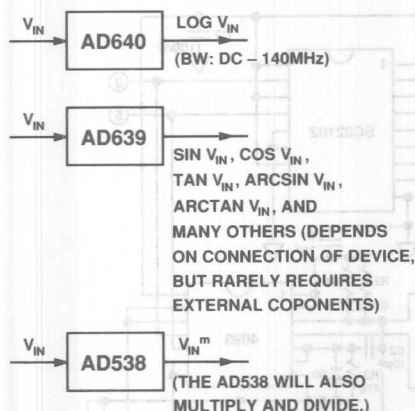 V_IN AD640 LOG V_IN
(BW: DC – 140MHz)
V_IN AD639
SIN V_IN, COS V_IN,
TAN V_IN, ARCSIN V_IN,
ARCTAN V_IN, AND
MANY OTHERS (DEPENDS
ON CONNECTION OF DEVICE,
BUT RARELY REQUIRES
EXTERNAL COPONENTS)
V_IN AD538 V_IN^m
(THE AD538 WILL ALSO
MULTIPLY AND DIVIDE.)
SC22102
4093